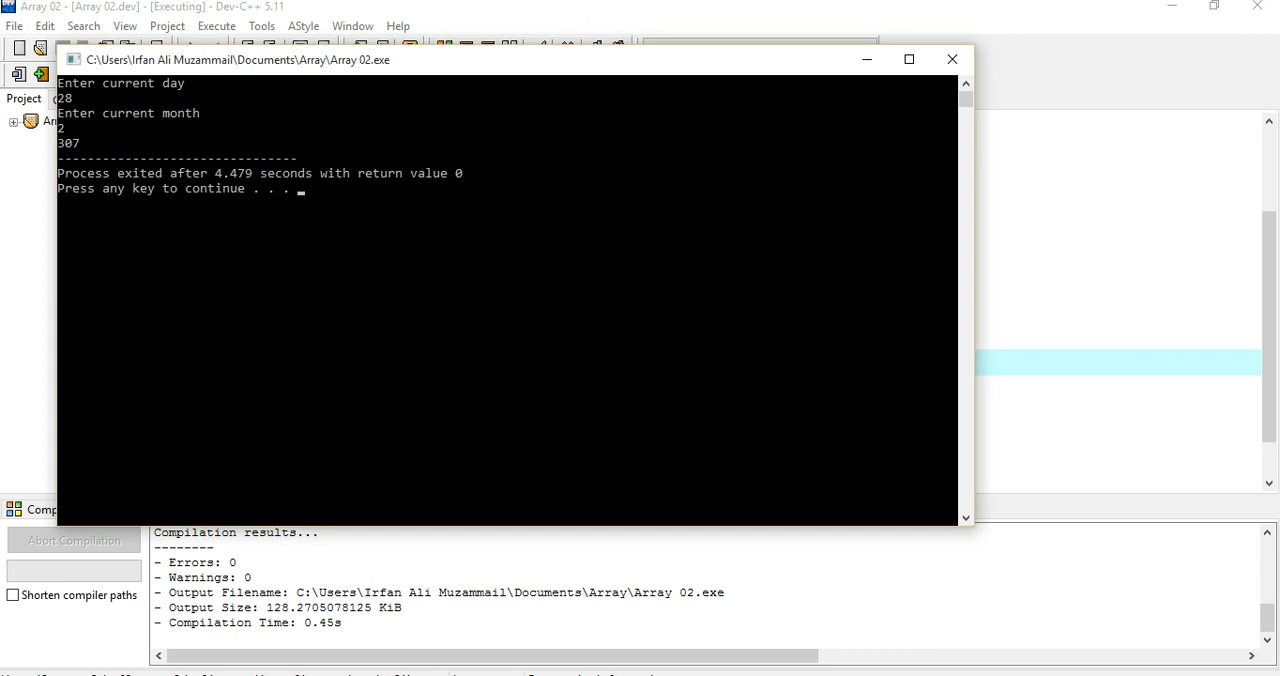 Array 02 - [Array 02.dev] - [Executing] - Dev-C++ 5.11
File Edit Search View Project Execute Tools AStyle Window Help
C:\Users\Irfan Ali Muzammail\Documents\Array\Array 02.exe
Project
Enter current day
28
Enter current month
2
307
--------------------------------
Process exited after 4.479 seconds with return value 0
Press any key to continue . . .
Abort Compilation
Shorten compiler paths
Compilation results...
--------
- Errors: 0
- Warnings: 0
- Output Filename: C:\Users\Irfan Ali Muzammail\Documents\Array\Array 02.exe
- Output Size: 128.2705078125 KiB
- Compilation Time: 0.45s